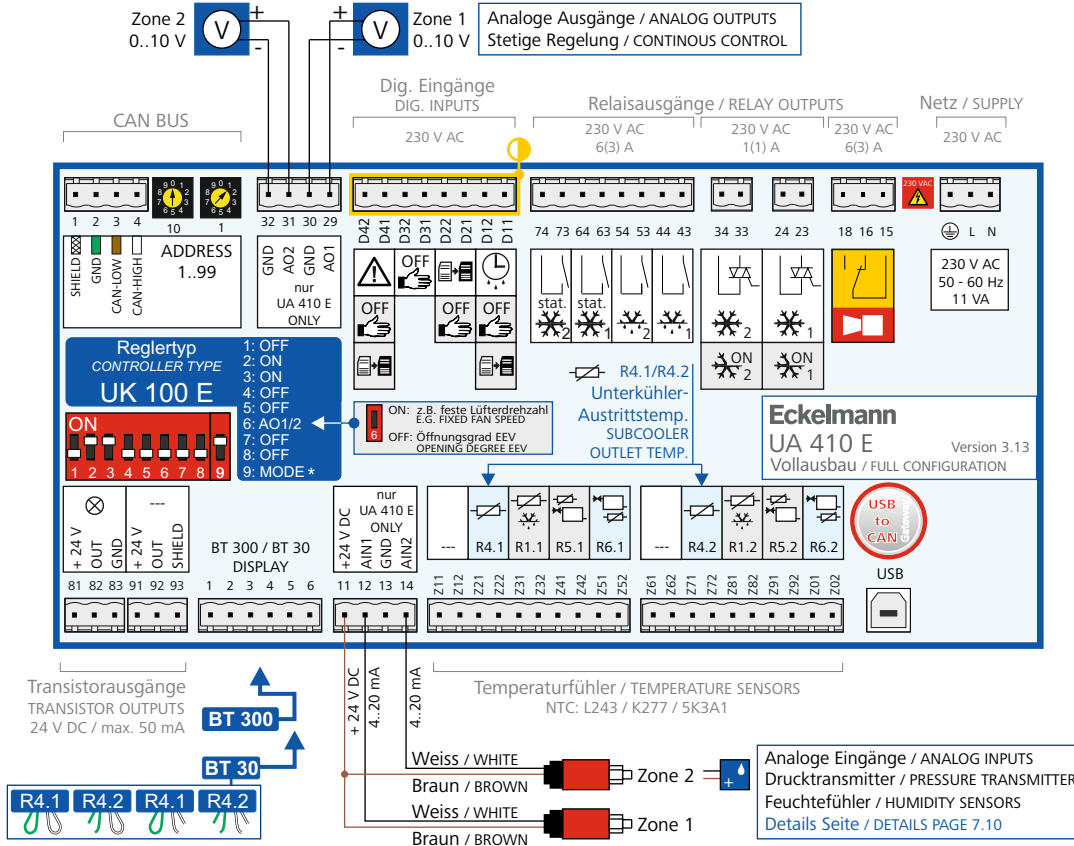 Zone 2
0..10 V
+
-
V
+
-
V
Zone 1
0..10 V
Analoge Ausgänge / ANALOG OUTPUTS
Stetige Regelung / CONTINOUS CONTROL
CAN BUS
Dig. Eingänge
DIG. INPUTS
230 V AC
Relaisausgänge / RELAY OUTPUTS
230 V AC
6(3) A
230 V AC
1(1) A
230 V AC
6(3) A
Netz / SUPPLY
230 V AC
1 2 3 4
10
1
32 31 30 29
D42 D41 D32 D31 D22 D21 D12 D11
74 73 64 63 54 53 44 43
34 33
24 23
18 16 15
230 VAC
L N
SHIELD
GND
CAN-LOW
CAN-HIGH
ADDRESS
1..99
GND
AO2
GND
AO1
nur
UA 410 E
ONLY
OFF
OFF
OFF
OFF
stat.
2
stat.
1
2
1
2
ON
2
1
ON
1
230 V AC
50 - 60 Hz
11 VA
Reglertyp
CONTROLLER TYPE
UK 100 E
1: OFF
2: ON
3: ON
4: OFF
5: OFF
6: AO1/2
7: OFF
8: OFF
9: MODE *
ON
1 2 3 4 5 6 7 8 9
6
ON: z.B. feste Lüfterdrehzahl
E.G. FIXED FAN SPEED
OFF: Öffnungsgrad EEV
OPENING DEGREE EEV
R4.1/R4.2
Unterkühler-
Austrittstemp.
SUBCOOLER
OUTLET TEMP.
Eckelmann
UA 410 E
Version 3.13
Vollausbau / FULL CONFIGURATION
+ 24 V
OUT
GND
---
+ 24 V
OUT
SHIELD
BT 300 / BT 30
DISPLAY
nur
UA 410 E
ONLY
+24 V DC
AIN1
GND
AIN2
---
R4.1
R1.1
R5.1
R6.1
---
R4.2
R1.2
R5.2
R6.2
USB
to
CAN
Gateway
USB
81 82 83 91 92 93
1 2 3 4 5 6
11 12 13 14
Z11 Z12 Z21 Z22 Z31 Z32 Z41 Z42 Z51 Z52
Z61 Z62 Z71 Z72 Z81 Z82 Z91 Z92 Z01 Z02
Transistorausgänge
TRANSISTOR OUTPUTS
24 V DC / max. 50 mA
BT 300
BT 30
R4.1 R4.2 R4.1 R4.2
+ 24 V DC
4..20 mA
4..20 mA
Temperaturfühler / TEMPERATURE SENSORS
NTC: L243 / K277 / 5K3A1
Weiss / WHITE
Braun / BROWN
Zone 2
Weiss / WHITE
Braun / BROWN
Zone 1
+
Analoge Eingänge / ANALOG INPUTS
Drucktransmitter / PRESSURE TRANSMITTER
Feuchtefühler / HUMIDITY SENSORS
Details Seite / DETAILS PAGE 7.10